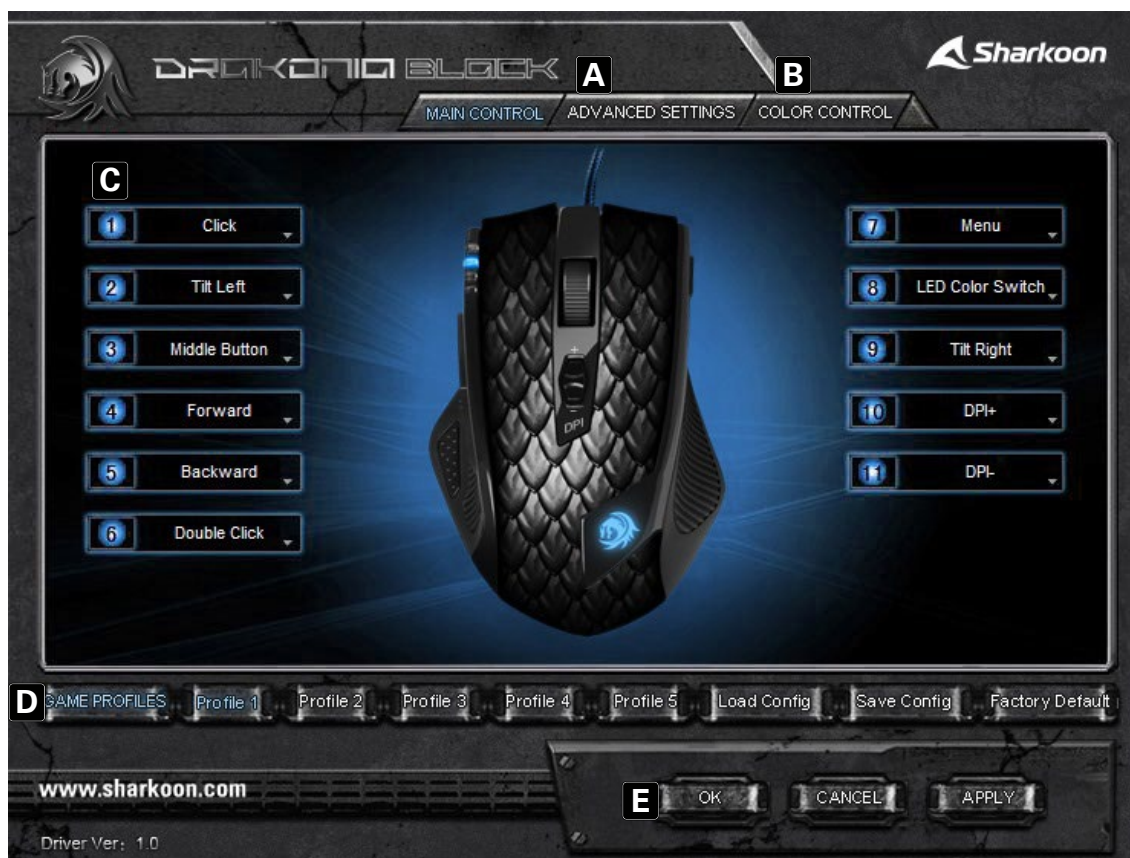 DRAKONIA BLACK
Sharkoon
A
B
MAIN CONTROL
ADVANCED SETTINGS
COLOR CONTROL
C
1 Click
2 Tilt Left
3 Middle Button
4 Forward
5 Backward
6 Double Click
7 Menu
8 LED Color Switch
9 Tilt Right
10 DPI+
11 DPI-
+
-
DPI
D
GAME PROFILES
Profile 1
Profile 2
Profile 3
Profile 4
Profile 5
Load Config
Save Config
Factory Default
www.sharkoon.com
E
OK
CANCEL
APPLY
Driver Ver: 1.0